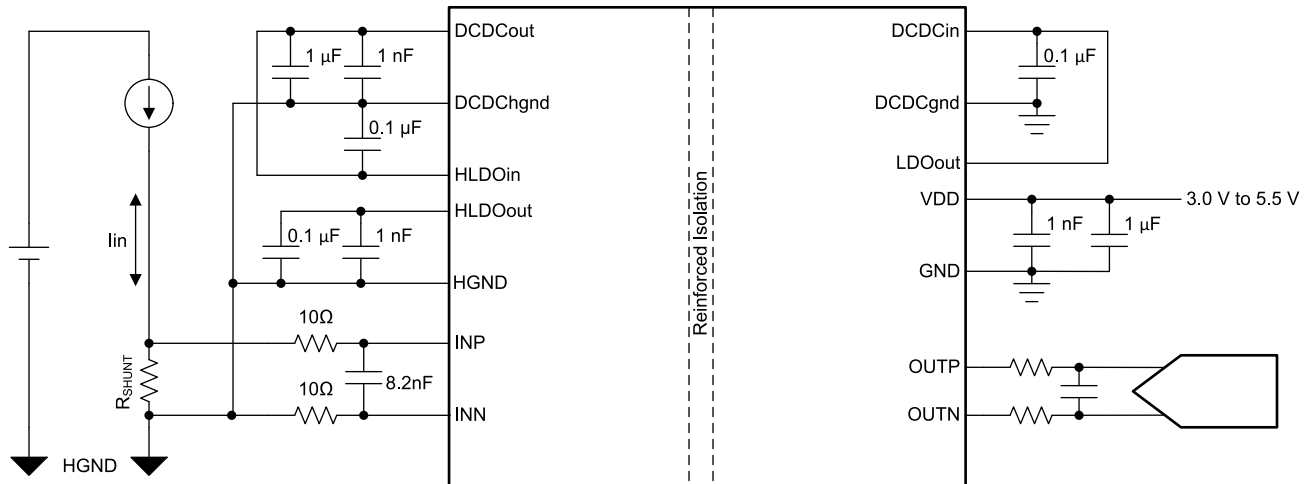 DCDCout
DCDCin
1 µF
1 nF
0.1 µF
DCDChgnd
DCDCgnd
0.1 µF
LDOout
HLDOin
VDD
3.0 V to 5.5 V
HLDOout
1 nF
1 µF
Iin
0.1 µF
1 nF
Reinforced Isolation
GND
HGND
10Ω
INP
OUTP
RSHUNT
8.2nF
10Ω
INN
OUTN
HGND